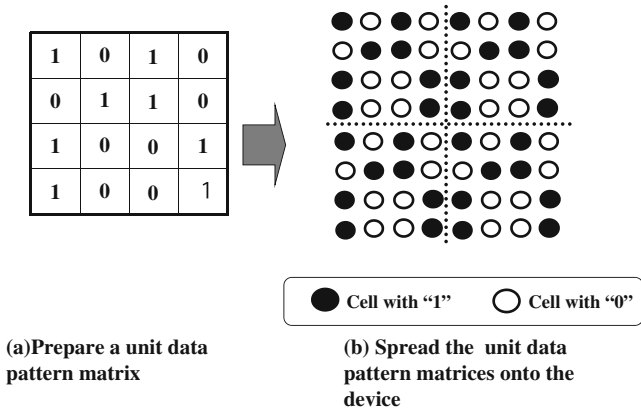 1 0 1 0
0 1 1 0
1 0 0 1
1 0 0 1
Cell with “1” Cell with “0”
(a)Prepare a unit data
pattern matrix
(b) Spread the unit data
pattern matrices onto the
device